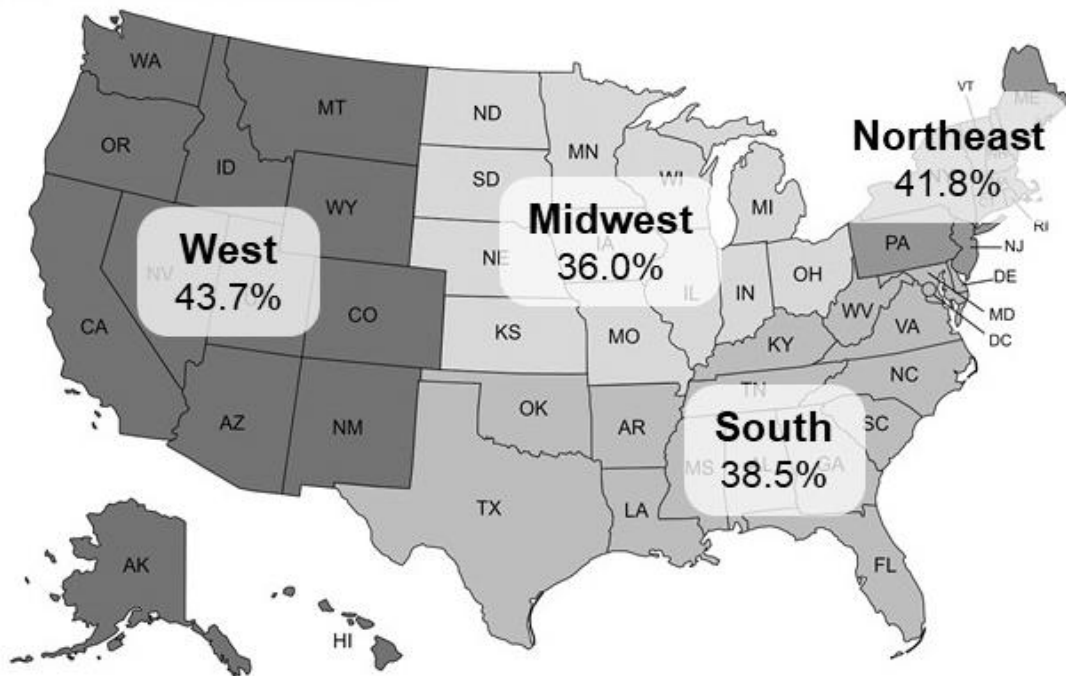 WA
MT
ND
MN
VT
ME
OR
ID
SD
WI
MI
Northeast
41.8%
NY
RI
WY
West
43.7%
NV
NE
Midwest
36.0%
IA
IL
IN
OH
PA
NJ
DE
MD
DC
CA
CO
KS
MO
KY
WV
VA
AZ
NM
OK
AR
TN
NC
SC
South
38.5%
MS
AL
GA
TX
LA
FL
AK
HI